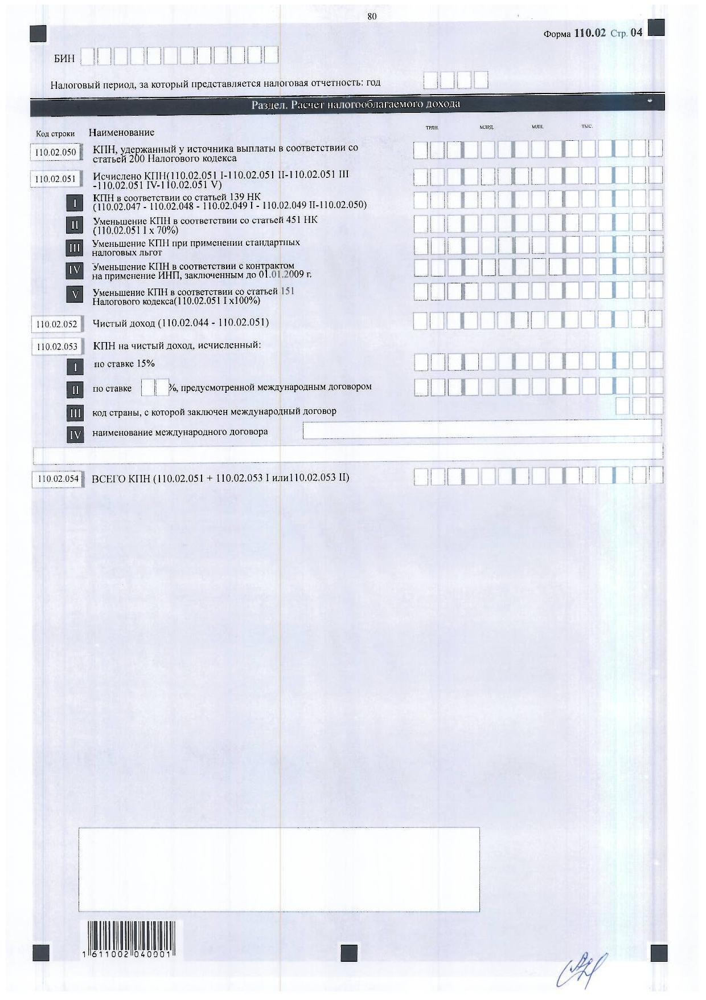 80
Форма 110.02 Стр. 04
БИН
Налоговый период, за который представляется налоговая отчетность: год
Раздел. Расчет налогооблагаемого дохода
Код строки Наименование ТРЛН. МЛРД. МЛН. ТЫС.
110.02.050 КПН, удержанный у источника выплаты в соответствии со
статьей 200 Налогового кодекса
110.02.051 Исчислено КПН(110.02.051 I-110.02.051 II-110.02.051 III
-110.02.051 IV-110.02.051 V)
I КПН в соответствии со статьей 139 НК
(110.02.047 - 110.02.048 - 110.02.049 I - 110.02.049 II-110.02.050)
II Уменьшение КПН в соответствии со статьей 451 НК
(110.02.051 I х 70%)
III Уменьшение КПН при применении стандартных
налоговых льгот
IV Уменьшение КПН в соответствии с контрактом
на применение ИНП, заключенным до 01.01.2009 г.
V Уменьшение КПН в соответствии со статьей 151
Налогового кодекса(110.02.051 I х100%)
110.02.052 Чистый доход (110.02.044 - 110.02.051)
110.02.053 КПН на чистый доход, исчисленный:
I по ставке 15%
II по ставке %, предусмотренной международным договором
III код страны, с которой заключен международный договор
IV наименование международного договора
110.02.054 ВСЕГО КПН (110.02.051 + 110.02.053 I или110.02.053 II)
1 611002 040001